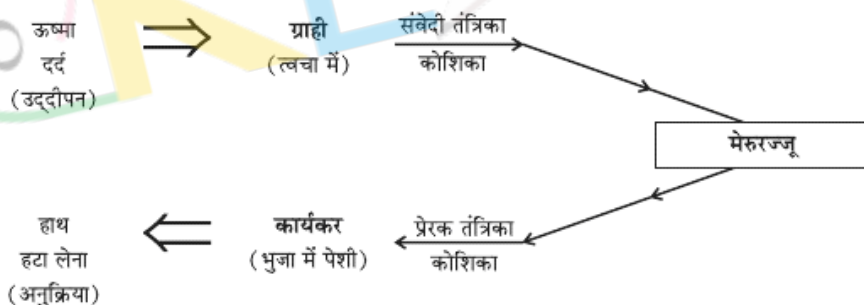 ऊष्मा
दर्द
(उद्दीपन)
ग्राही
(त्वचा में)
संवेदी तंत्रिका
कोशिका
मेरुरज्जू
प्रेरक तंत्रिका
कोशिका
कार्यकर
(भुजा में पेशी)
हाथ
हटा लेना
(अनुक्रिया)